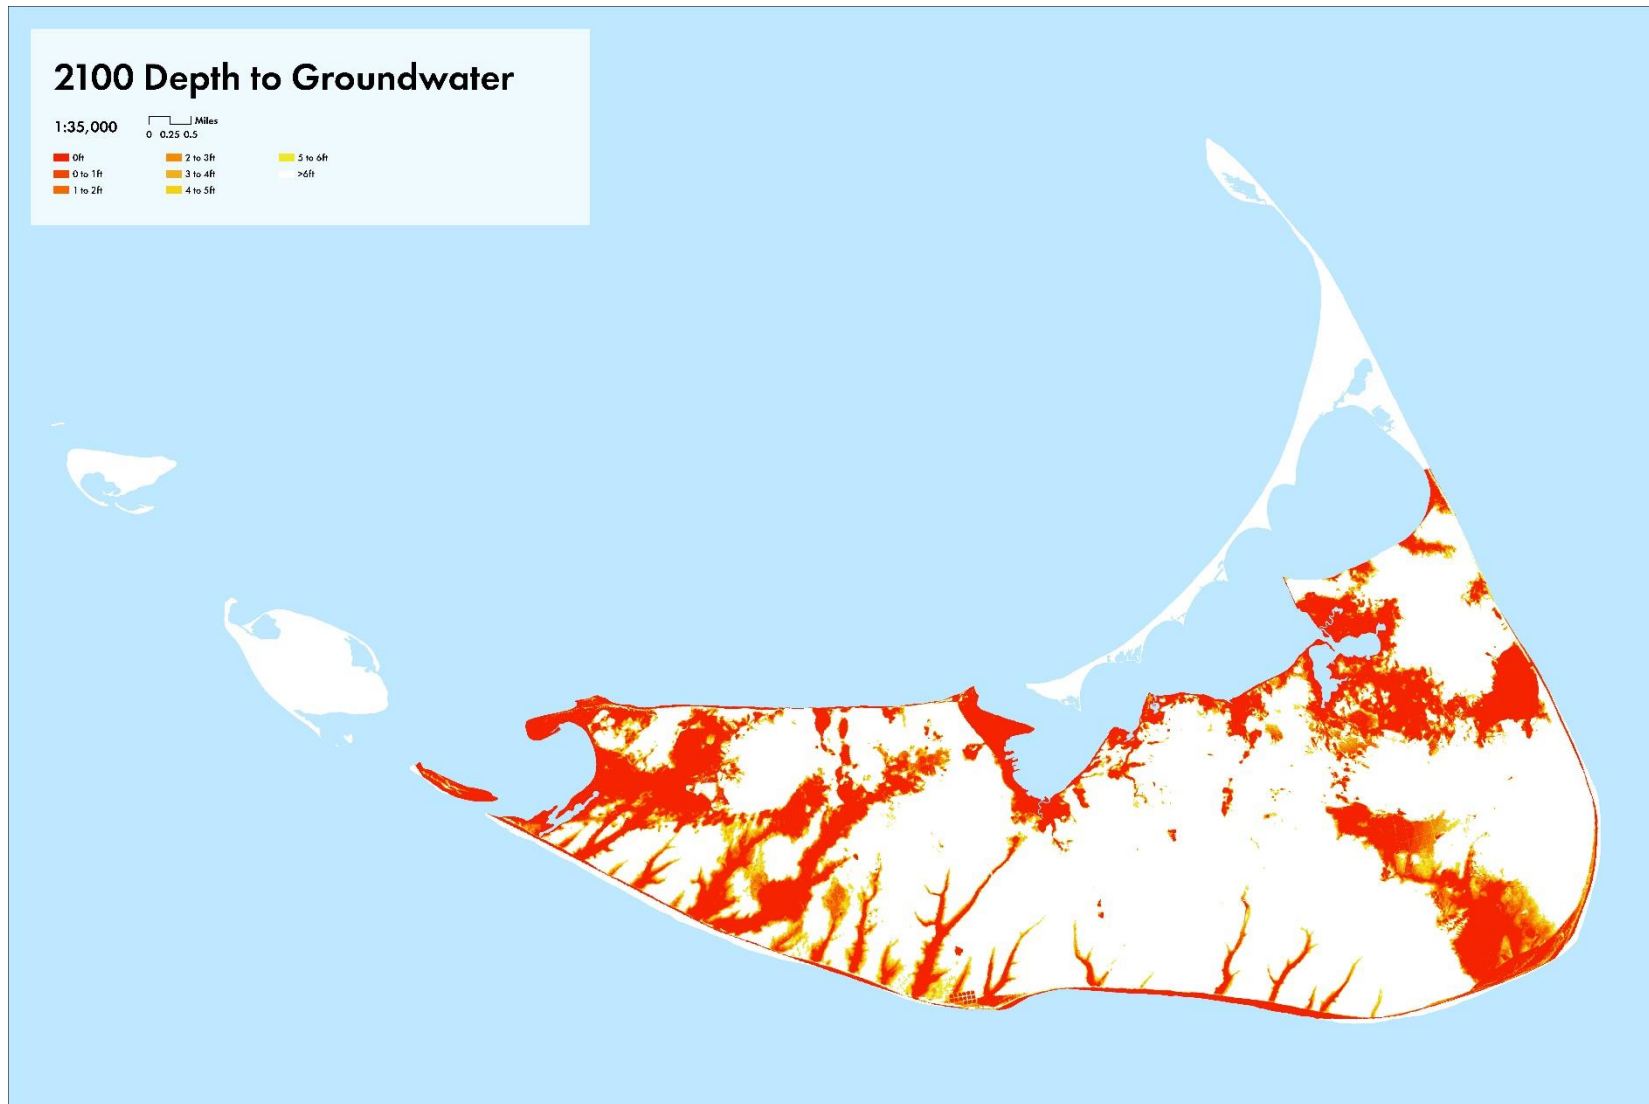 2100 Depth to Groundwater
1:35,000
Miles
0 0.25 0.5
0ft
0 to 1ft
1 to 2ft
2 to 3ft
3 to 4ft
4 to 5ft
5 to 6ft
>6ft